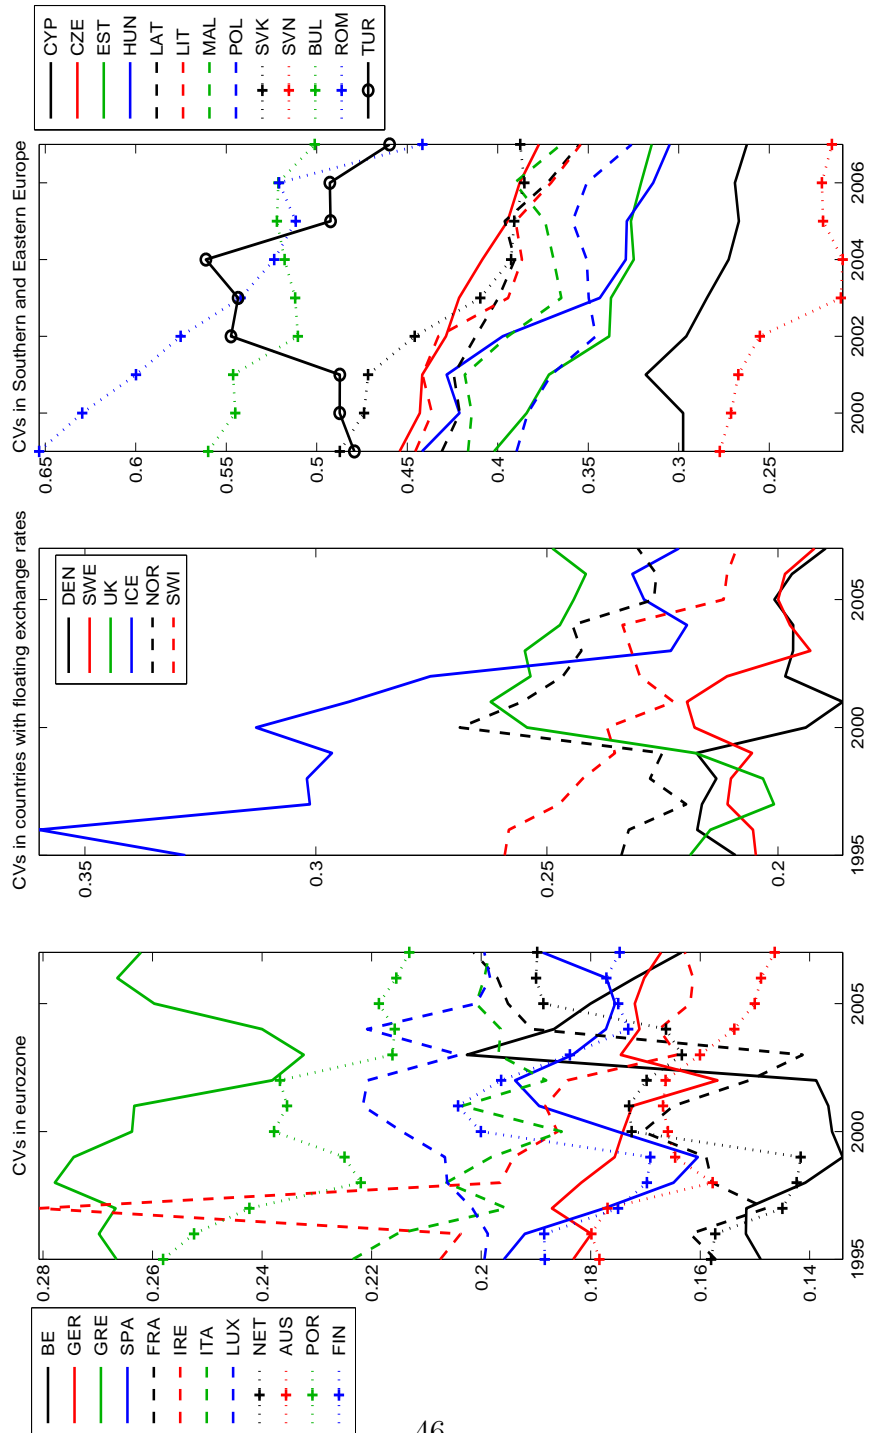 CVs in eurozone
0.28
0.26
0.24
0.22
0.2
0.18
0.16
0.14
1995
2000
2005
BE
GER
GRE
SPA
FRA
IRE
ITA
LUX
NET
AUS
POR
FIN
CVs in countries with floating exchange rates
0.35
0.3
0.25
0.2
1995
2000
2005
DEN
SWE
UK
ICE
NOR
SWI
CVs in Southern and Eastern Europe
0.65
0.6
0.55
0.5
0.45
0.4
0.35
0.3
0.25
2000
2002
2004
2006
CYP
CZE
EST
HUN
LAT
LIT
MAL
POL
SVK
SVN
BUL
ROM
TUR
46